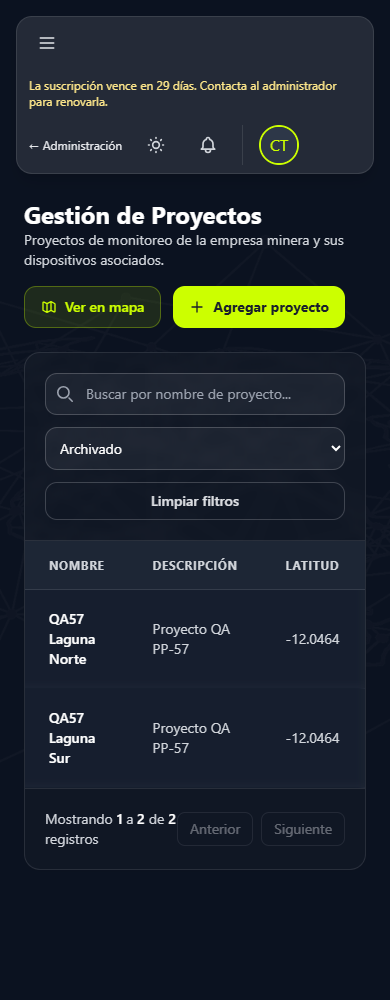 La suscripción vence en 29 días. Contacta al administrador
para renovarla.
← Administración
CT
Gestión de Proyectos
Proyectos de monitoreo de la empresa minera y sus
dispositivos asociados.
Ver en mapa
Agregar proyecto
Buscar por nombre de proyecto...
Archivado
Limpiar filtros
NOMBRE DESCRIPCIÓN LATITUD
QA57
Laguna
Norte
Proyecto QA
PP-57
-12.0464
QA57
Laguna
Sur
Proyecto QA
PP-57
-12.0464
Mostrando 1 a 2 de 2
registros
Anterior
Siguiente